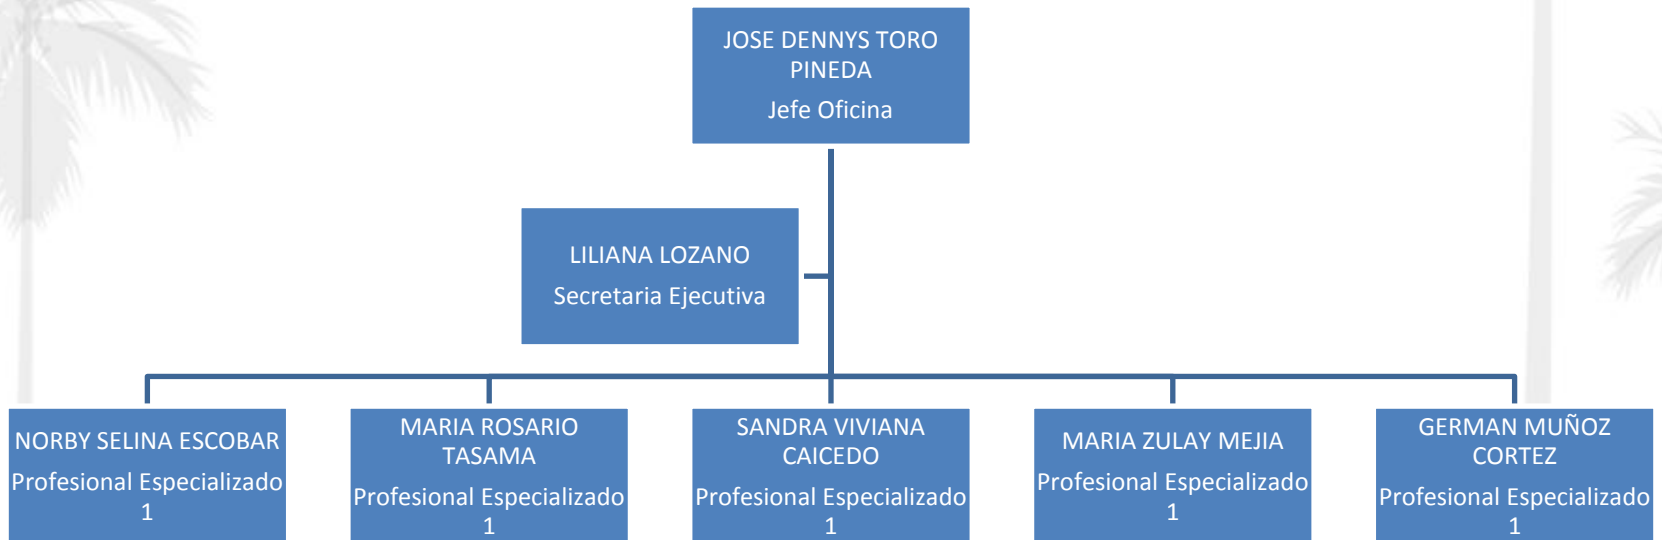 JOSE DENNYS TORO
PINEDA
Jefe Oficina
LILIANA LOZANO
Secretaria Ejecutiva
NORBY SELINA ESCOBAR
Profesional Especializado
1
MARIA ROSARIO
TASAMA
Profesional Especializado
1
SANDRA VIVIANA
CAICEDO
Profesional Especializado
1
MARIA ZULAY MEJIA
Profesional Especializado
1
GERMAN MUÑOZ
CORTEZ
Profesional Especializado
1